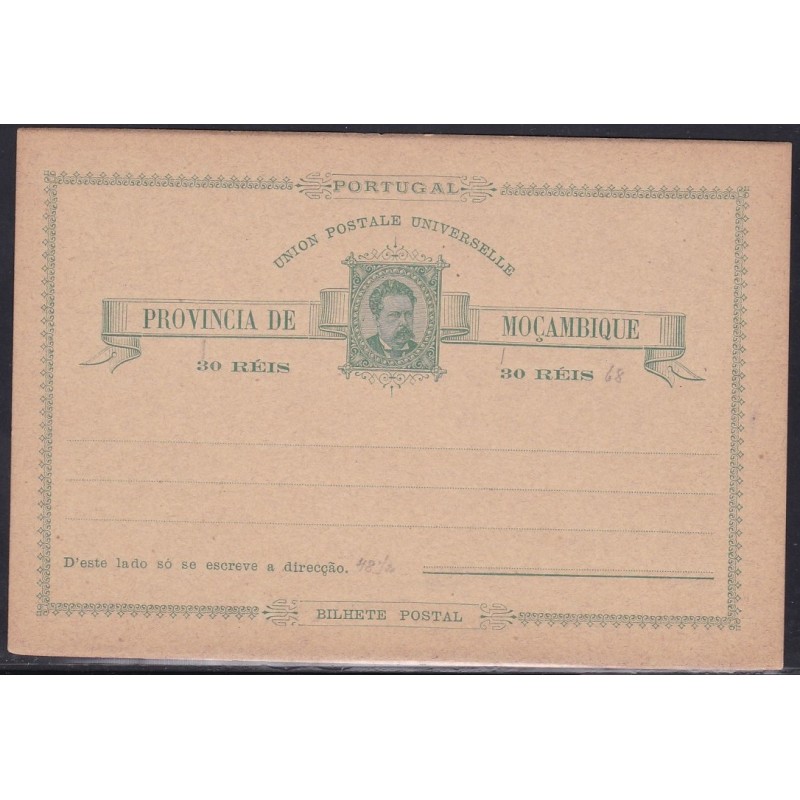 PORTUGAL
UNION POSTALE UNIVERSELLE
PROVINCIA DE MOÇAMBIQUE
30 RÉIS 30 RÉIS 68
D'este lado só se escreve a direcção.
BILHETE POSTAL